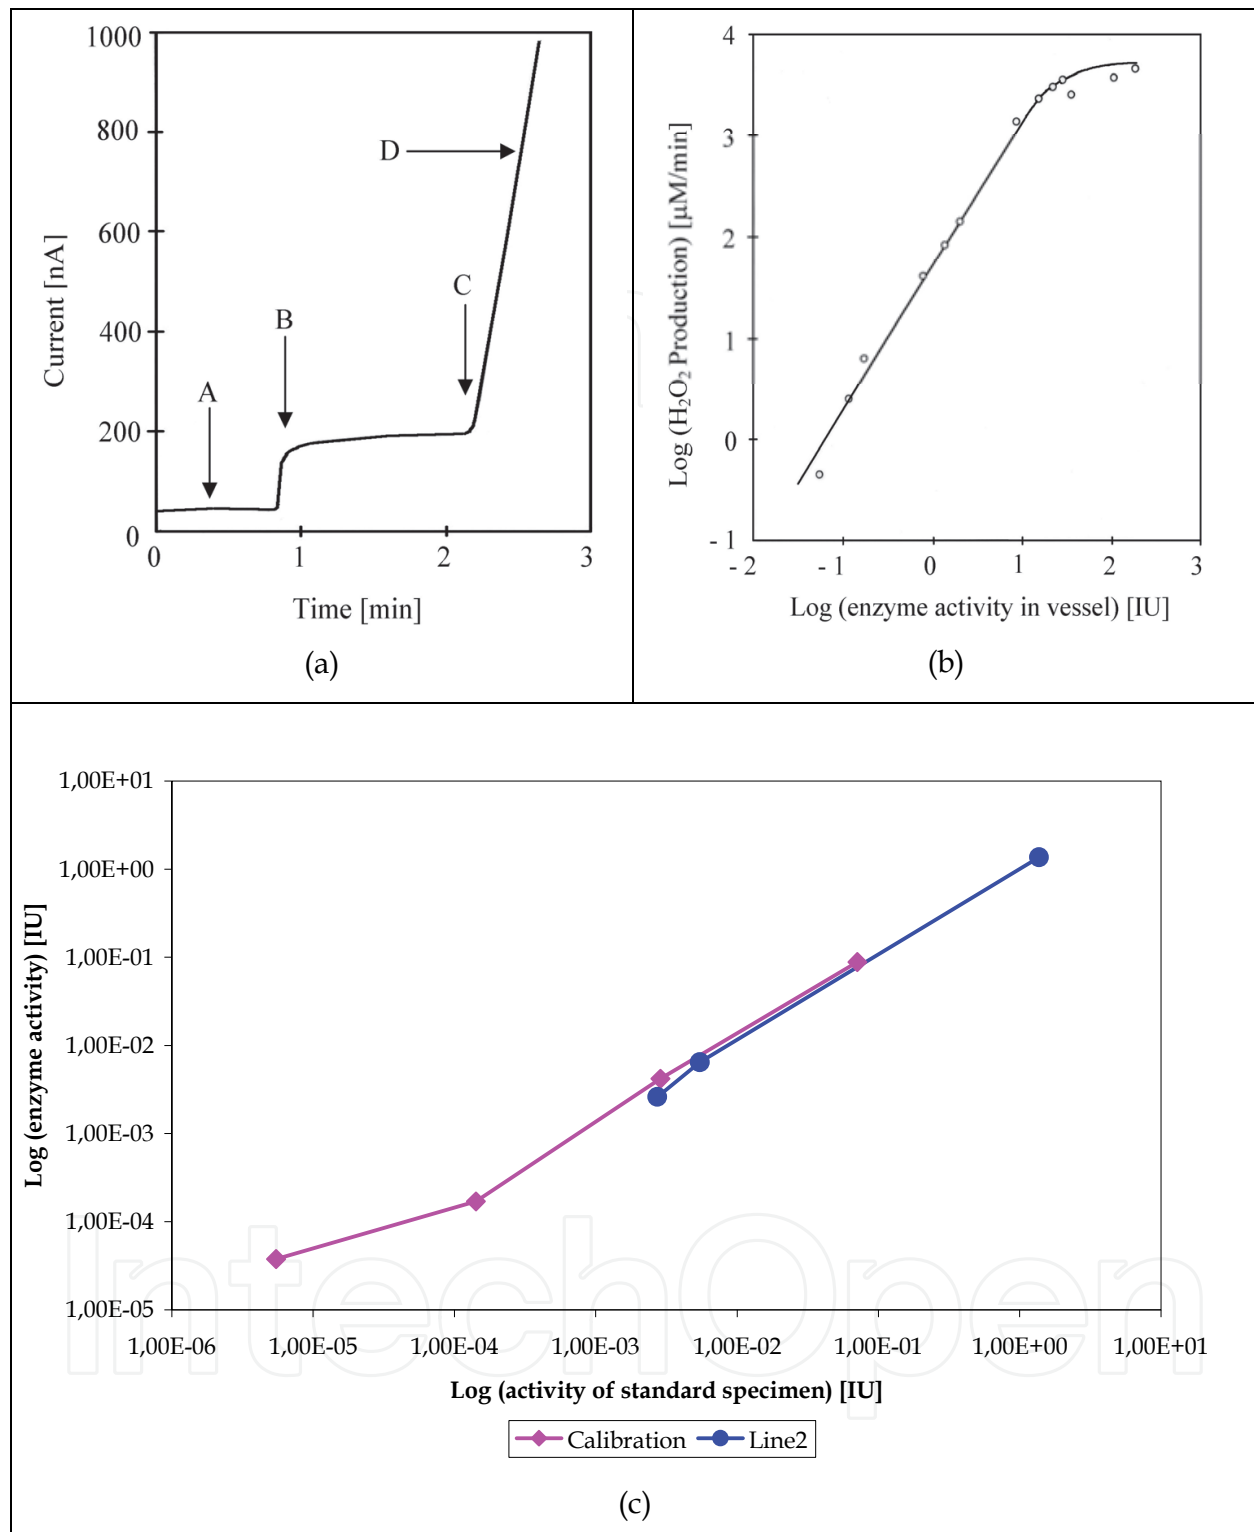 1000
800
600
400
200
0
Current [nA]
A
B
C
D
0
1
2
3
Time [min]
(a)
4
3
2
1
0
- 1
Log (H₂O₂ Production) [µM/min]
- 2
- 1
0
1
2
3
Log (enzyme activity in vessel) [IU]
(b)
1,00E+01
1,00E+00
1,00E-01
1,00E-02
1,00E-03
1,00E-04
1,00E-05
Log (enzyme activity) [IU]
1,00E-06
1,00E-05
1,00E-04
1,00E-03
1,00E-02
1,00E-01
1,00E+00
1,00E+01
Log (activity of standard specimen) [IU]
Calibration
Line2
IntechOpen
(c)